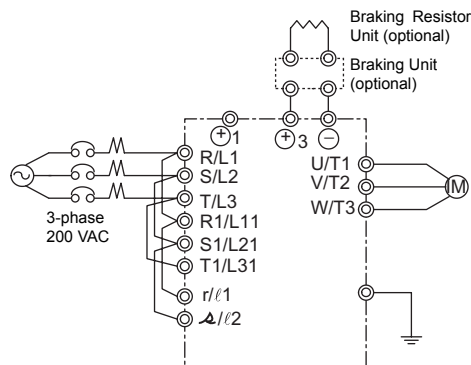 Braking Resistor
Unit (optional)
Braking Unit
(optional)
⊕1
⊕3
⊖
R/L1
S/L2
T/L3
R1/L11
S1/L21
T1/L31
r/ℓ1
𝓈/ℓ2
U/T1
V/T2
W/T3
M
3-phase
200 VAC